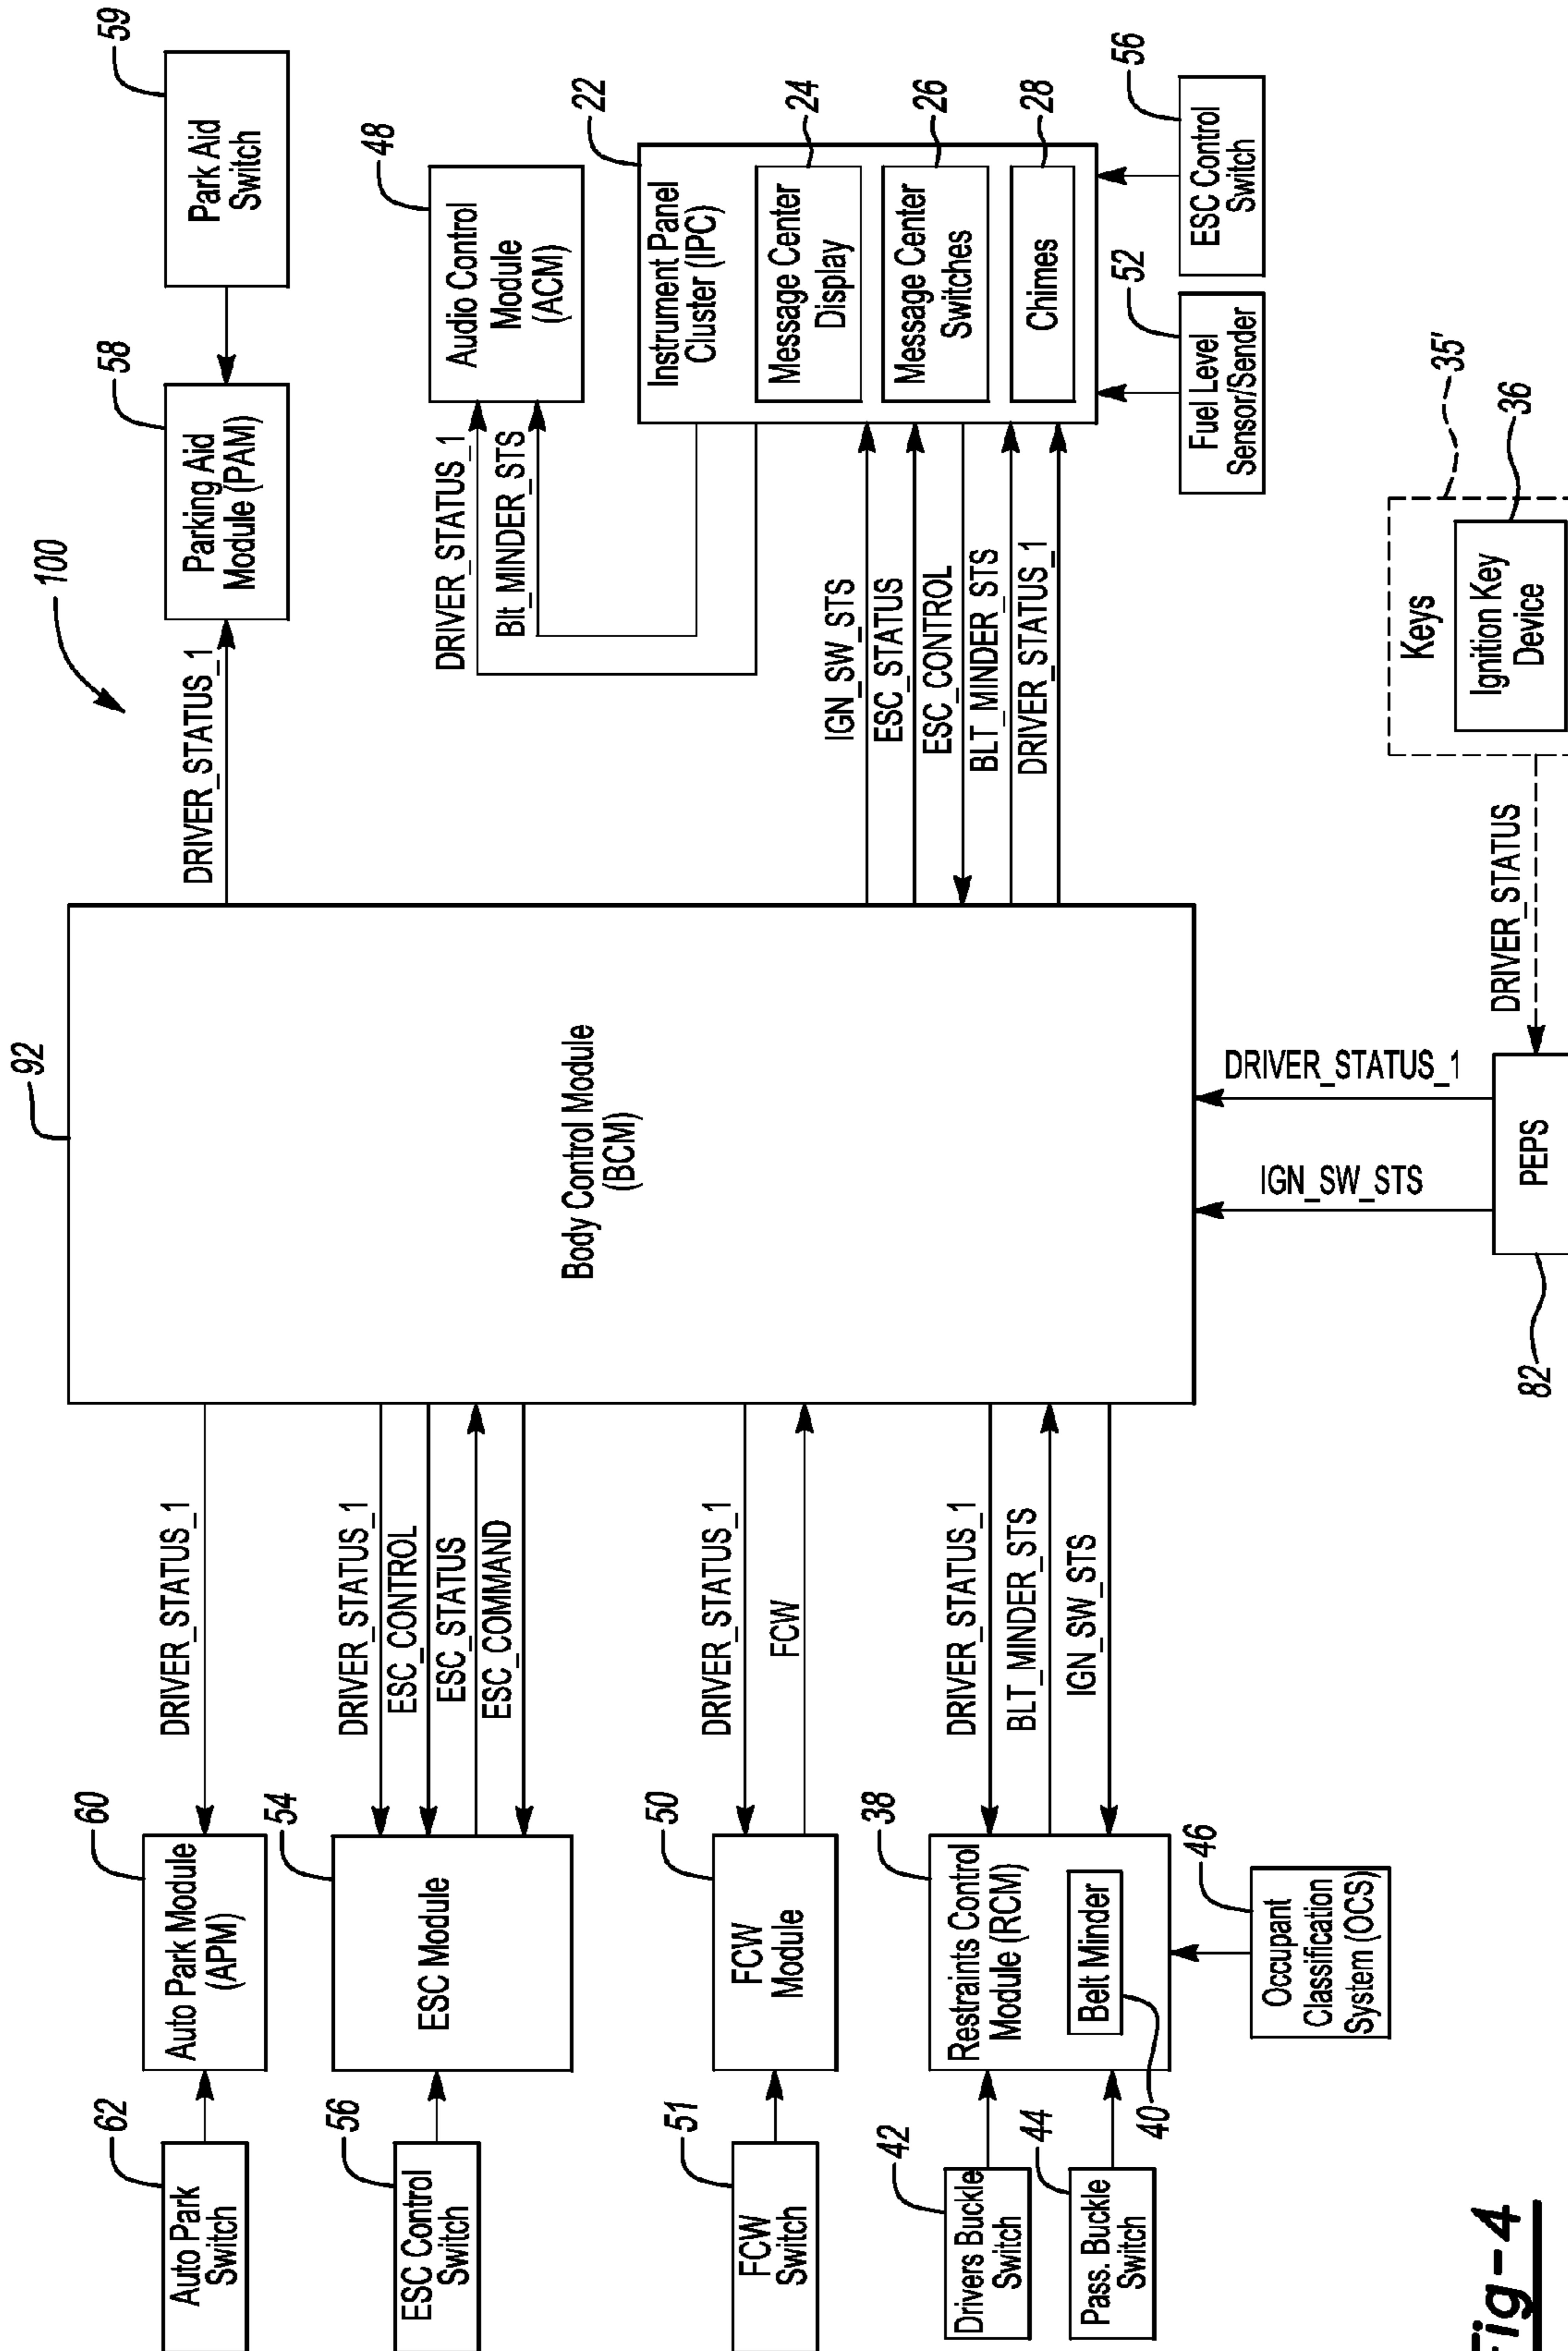 100
92
62
Auto Park
Switch
60
Auto Park Module
(APM)
DRIVER_STATUS_1
56
ESC Control
Switch
54
ESC Module
DRIVER_STATUS_1
ESC_CONTROL
ESC_STATUS
ESC_COMMAND
51
FCW
Switch
50
FCW
Module
DRIVER_STATUS_1
FCW
42
Drivers Buckle
Switch
44
Pass. Buckle
Switch
38
Restraints Control
Module (RCM)
Belt Minder
40
DRIVER_STATUS_1
BLT_MINDER_STS
IGN_SW_STS
46
Occupant
Classification
System (OCS)
Body Control Module
(BCM)
DRIVER_STATUS_1
58
Parking Aid
Module (PAM)
59
Park Aid
Switch
48
Audio Control
Module
(ACM)
DRIVER_STATUS_1
Blt_MINDER_STS
22
Instrument Panel
Cluster (IPC)
Message Center
Display
24
Message Center
Switches
26
Chimes
28
IGN_SW_STS
ESC_STATUS
ESC_CONTROL
BLT_MINDER_STS
DRIVER_STATUS_1
52
Fuel Level
Sensor/Sender
56
ESC Control
Switch
IGN_SW_STS
DRIVER_STATUS_1
82
PEPS
DRIVER_STATUS
35'
Keys
36
Ignition Key
Device
Fig-4